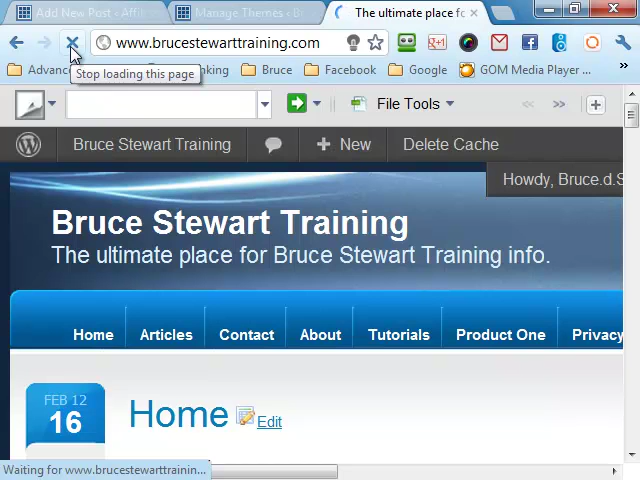 Add New Post ‹ Affili
Manage Themes ‹ B
The ultimate place fo
www.brucestewarttraining.com
Advanc
nking
Bruce
Facebook
Google
GOM Media Player ...
»
Stop loading this page
File Tools
Bruce Stewart Training
New
Delete Cache
Howdy, Bruce.d.S
Bruce Stewart Training
The ultimate place for Bruce Stewart Training info.
Home
Articles
Contact
About
Tutorials
Product One
Privacy
FEB 12
16
Home
Edit
Waiting for www.brucestewarttrainin...